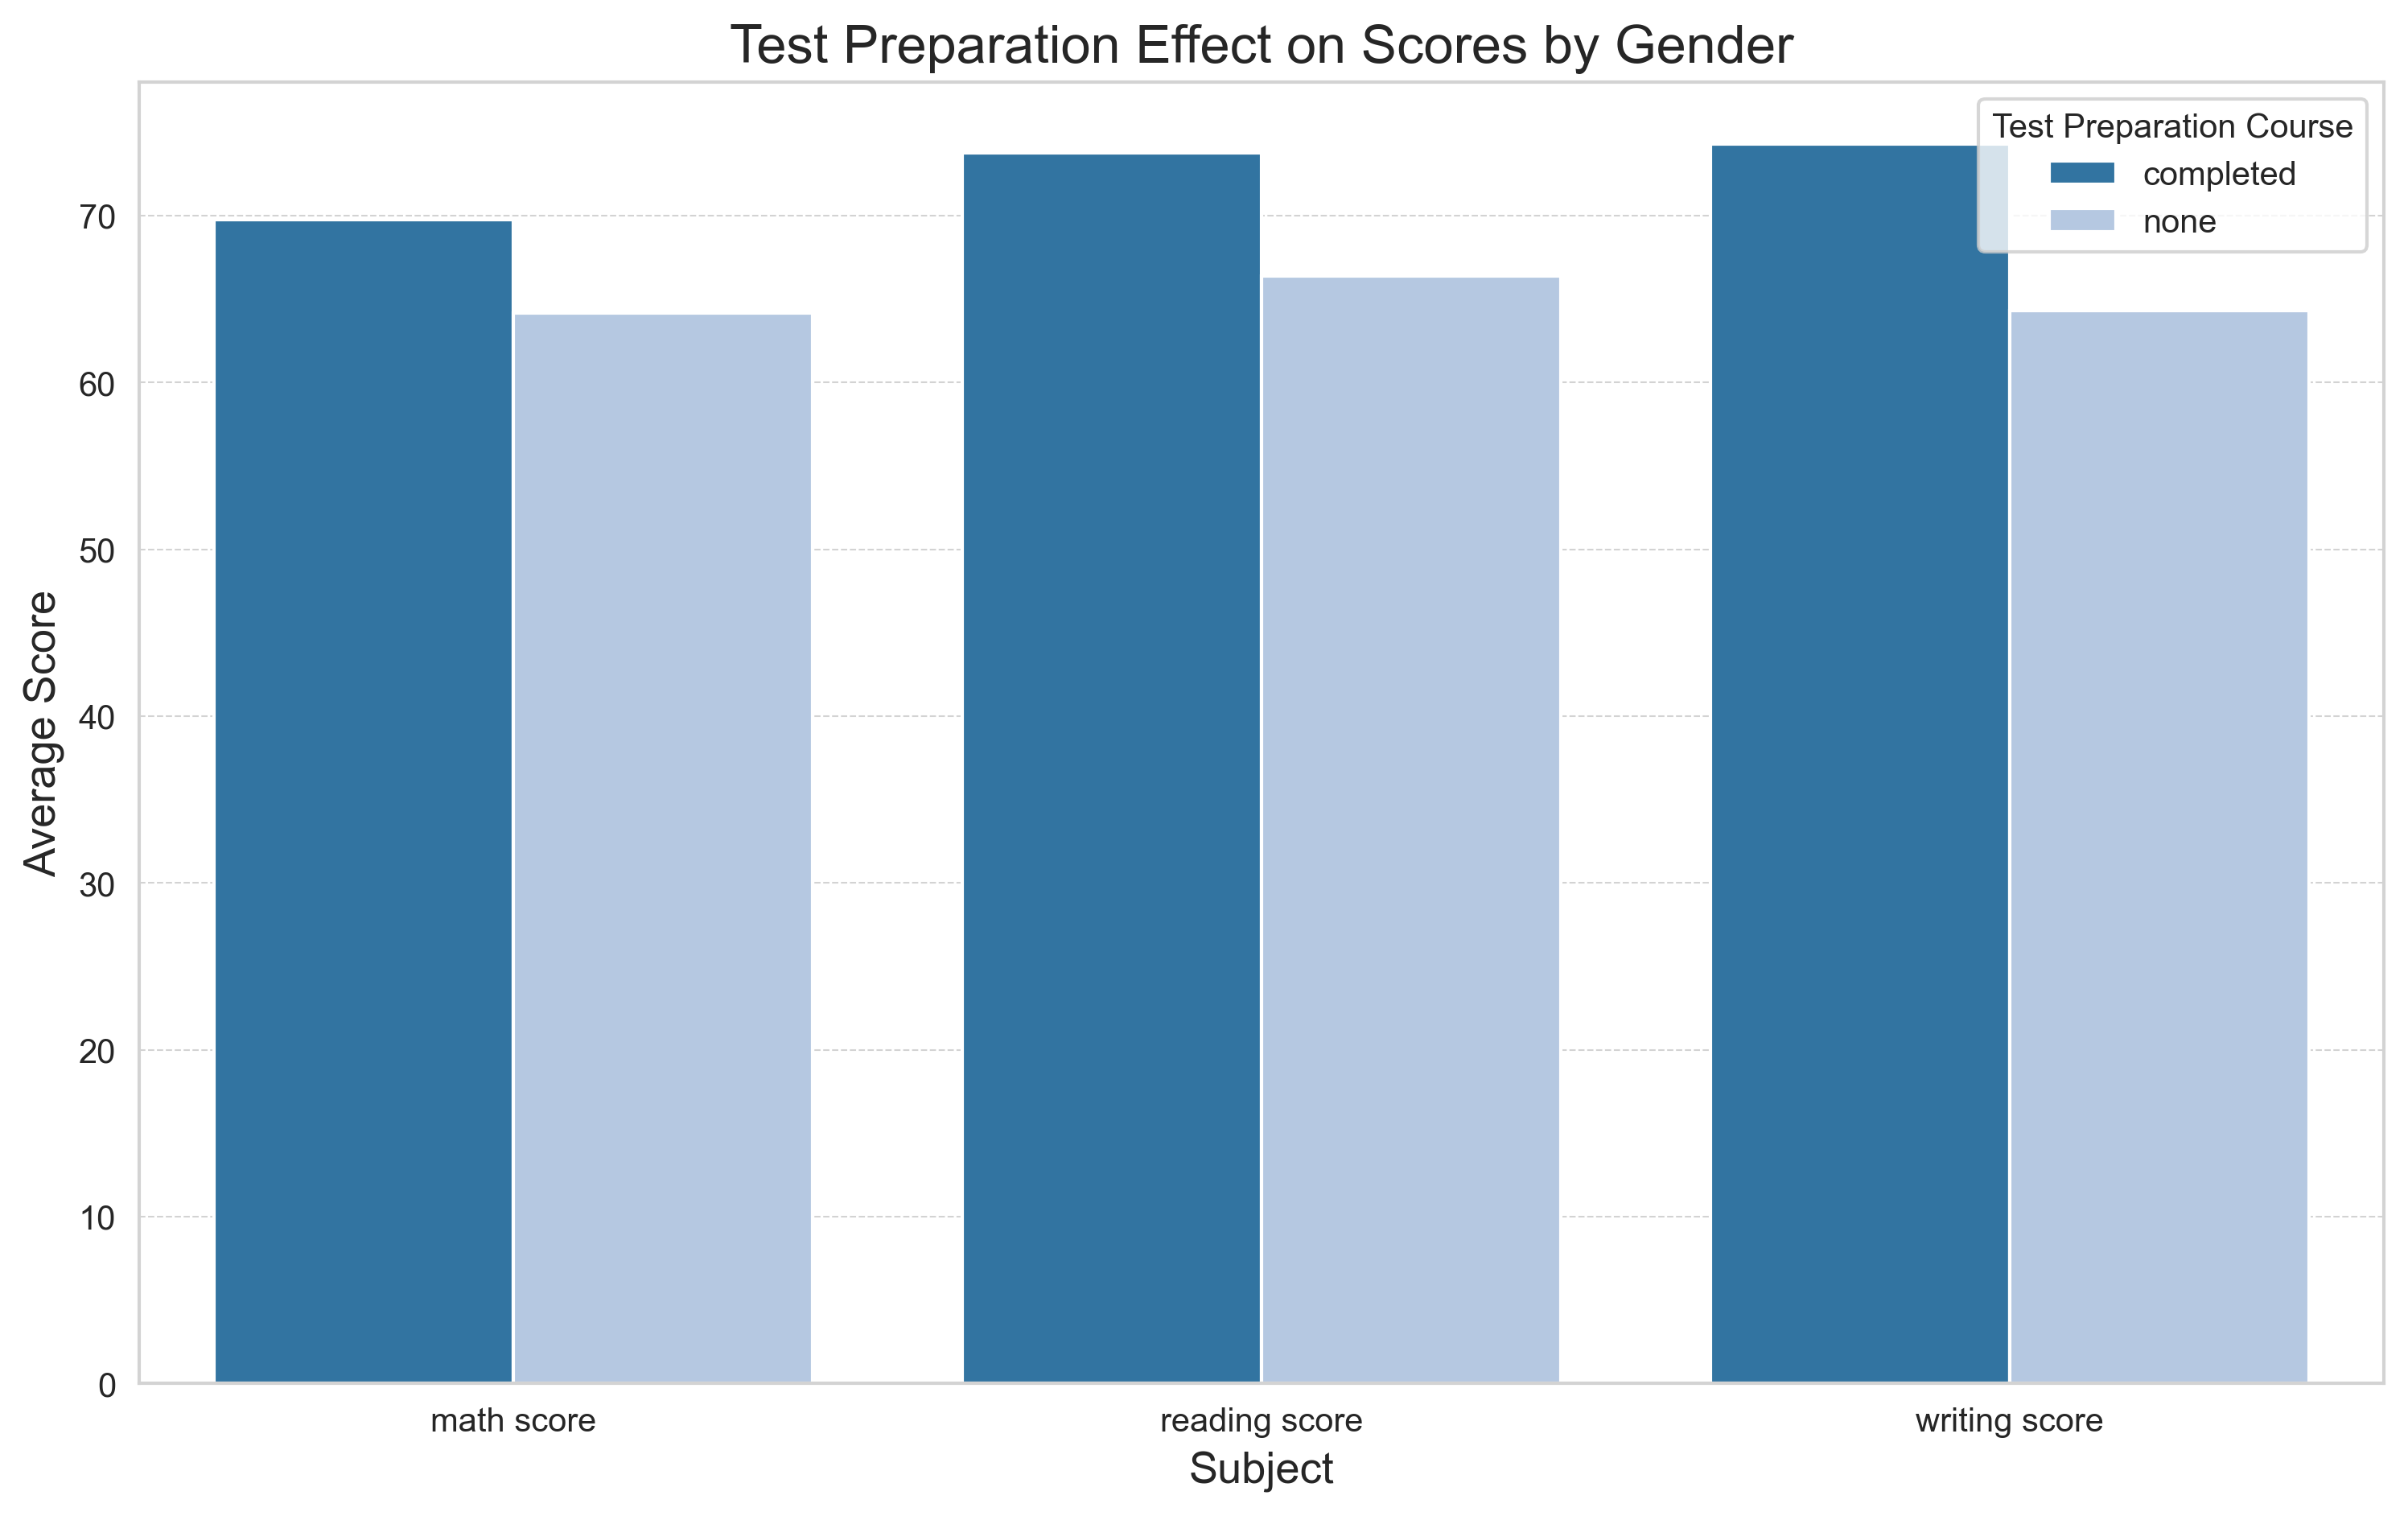 Test Preparation Effect on Scores by Gender
Test Preparation Course
completed
none
Average Score
70
60
50
40
30
20
10
0
math score
reading score
writing score
Subject